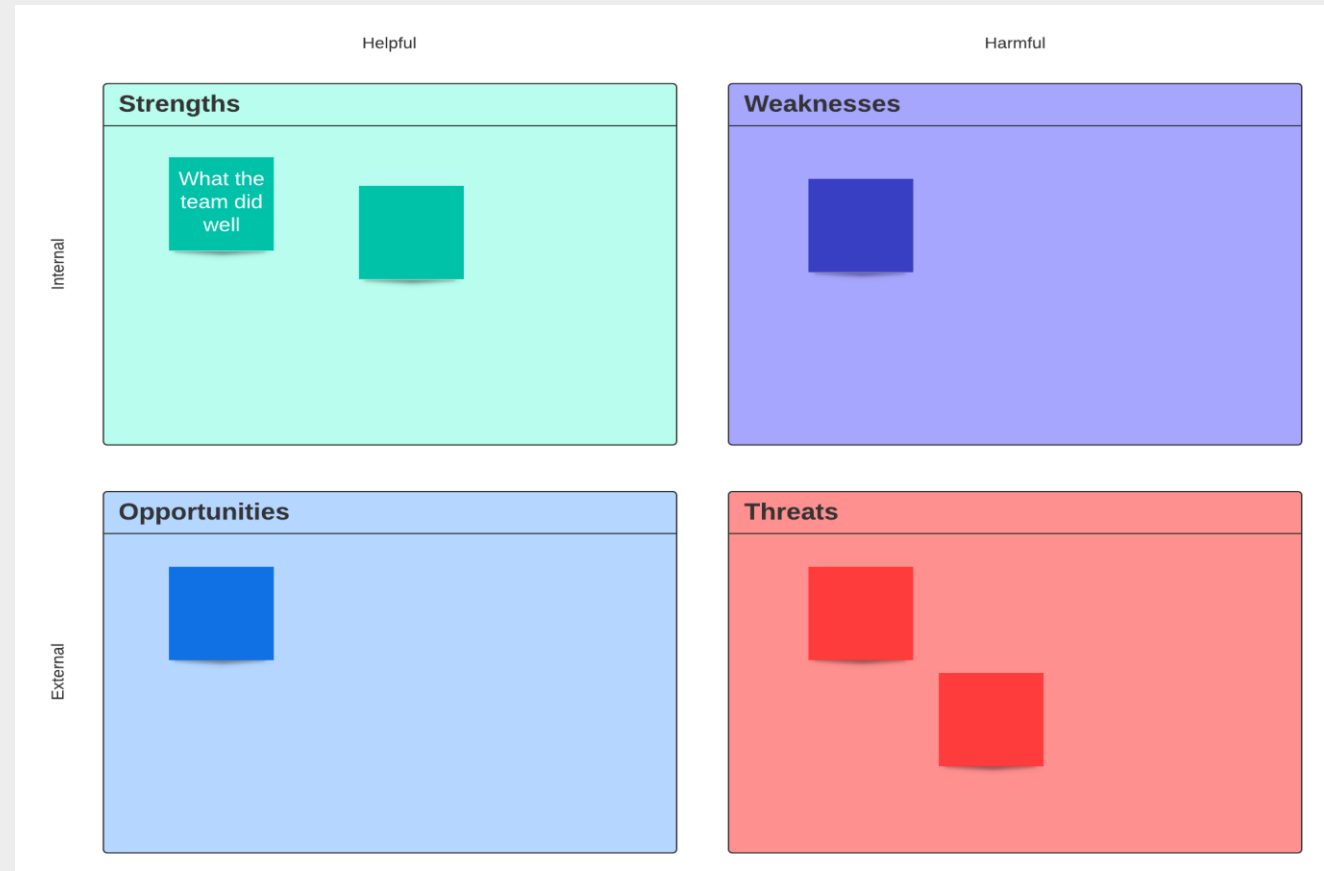 Helpful
Harmful
Strengths
Weaknesses
What the
team did
well
Internal
Opportunities
Threats
External